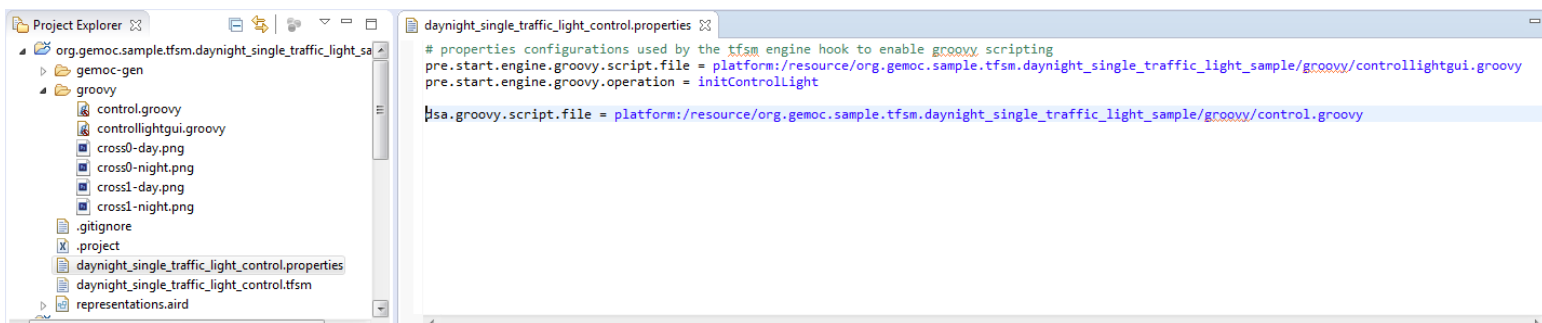 Project Explorer
org.gemoc.sample.tfsm.daynight_single_traffic_light_sa
gemoc-gen
groovy
control.groovy
controllightgui.groovy
cross0-day.png
cross0-night.png
cross1-day.png
cross1-night.png
.gitignore
.project
daynight_single_traffic_light_control.properties
daynight_single_traffic_light_control.tfsm
representations.aird
daynight_single_traffic_light_control.properties
# properties configurations used by the tfsm engine hook to enable groovy scripting
pre.start.engine.groovy.script.file = platform:/resource/org.gemoc.sample.tfsm.daynight_single_traffic_light_sample/groovy/controllightgui.groovy
pre.start.engine.groovy.operation = initControlLight
dsa.groovy.script.file = platform:/resource/org.gemoc.sample.tfsm.daynight_single_traffic_light_sample/groovy/control.groovy